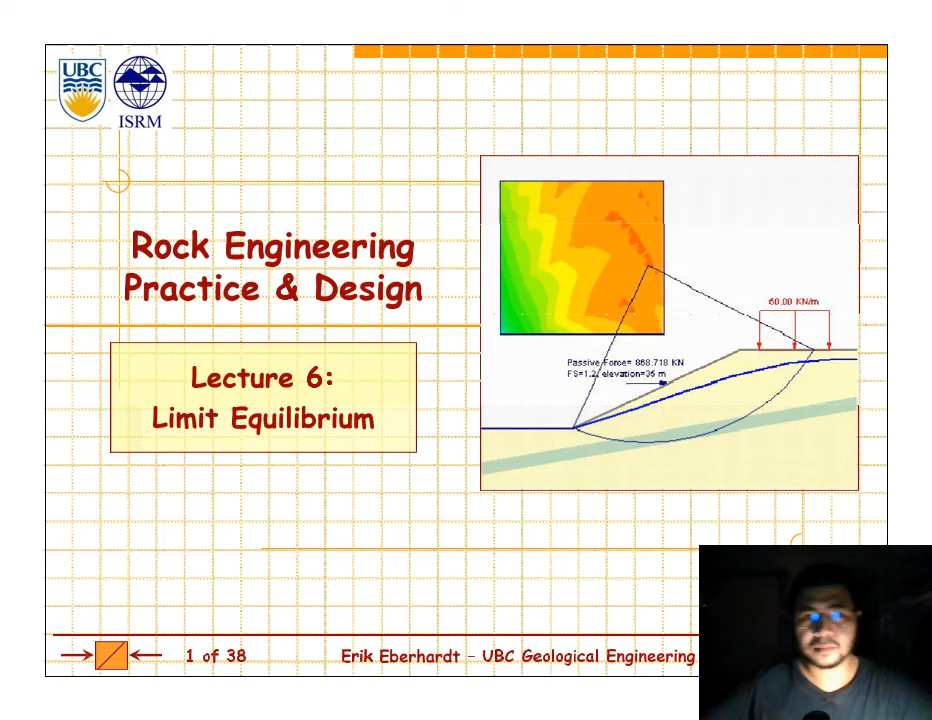 UBC
ISRM
Rock Engineering
Practice & Design
Lecture 6:
Limit Equilibrium
60.00 KN/m
Passive Force= 868.718 KN
FS=1.2, elevation=35 m
1 of 38
Erik Eberhardt – UBC Geological Engineering